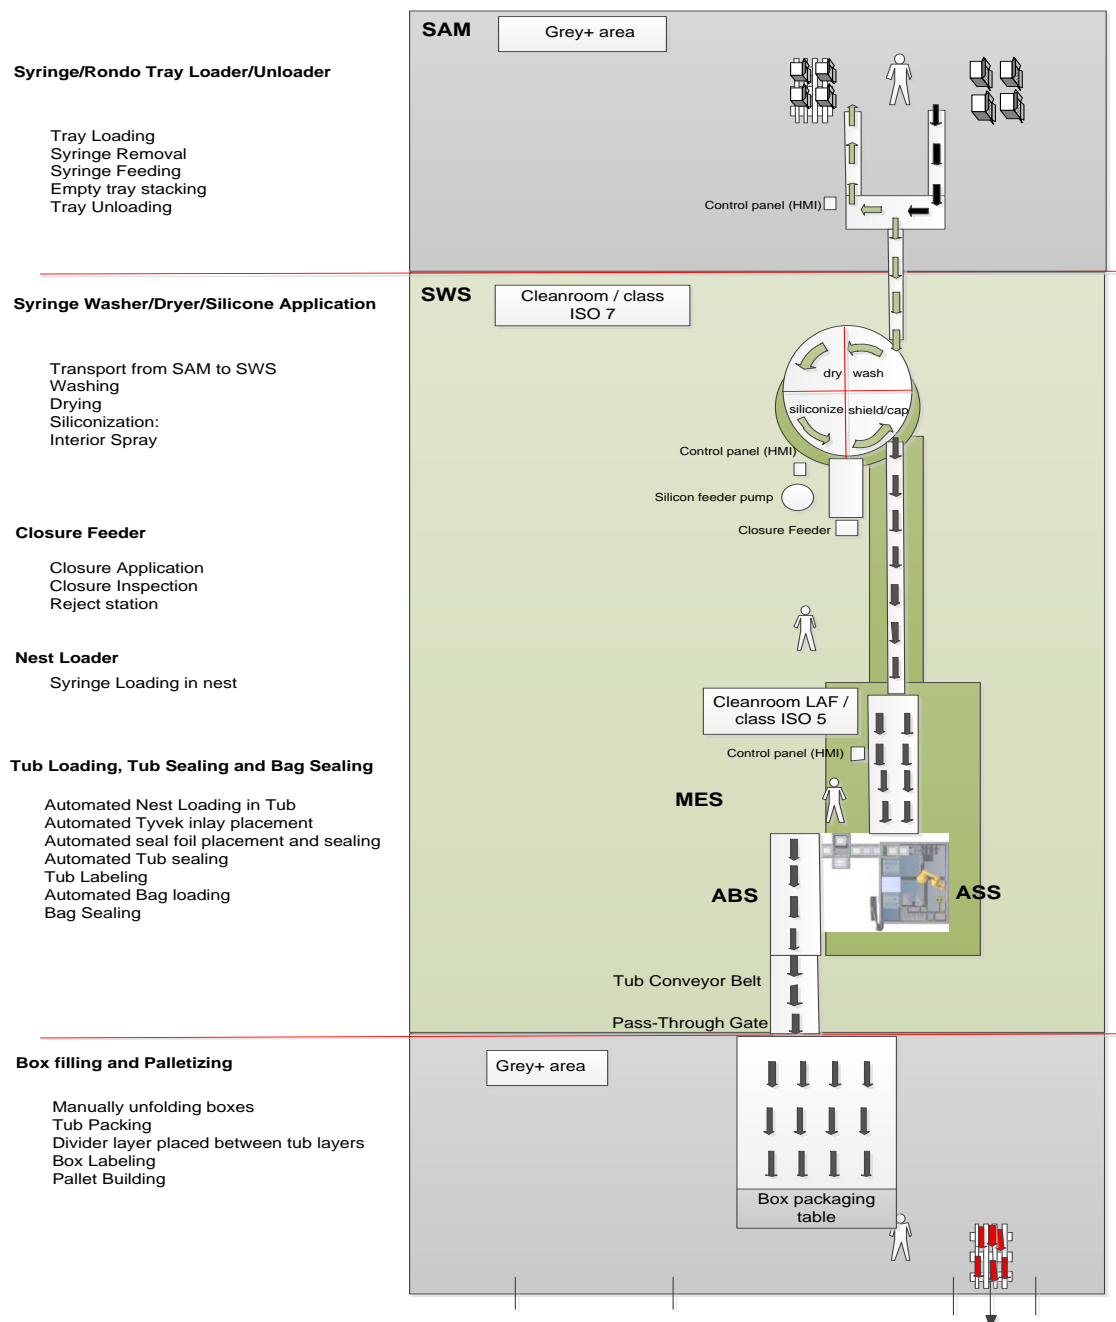 SAM
Grey+ area
Syringe/Rondo Tray Loader/Unloader
Tray Loading
Syringe Removal
Syringe Feeding
Empty tray stacking
Tray Unloading
Control panel (HMI)
SWS
Cleanroom / class
ISO 7
Syringe Washer/Dryer/Silicone Application
Transport from SAM to SWS
Washing
Drying
Siliconization:
Interior Spray
dry
wash
siliconize
shield/cap
Control panel (HMI)
Silicon feeder pump
Closure Feeder
Closure Feeder
Closure Application
Closure Inspection
Reject station
Nest Loader
Syringe Loading in nest
Cleanroom LAF /
class ISO 5
Control panel (HMI)
Tub Loading, Tub Sealing and Bag Sealing
MES
Automated Nest Loading in Tub
Automated Tyvek inlay placement
Automated seal foil placement and sealing
Automated Tub sealing
Tub Labeling
Automated Bag loading
Bag Sealing
ABS
ASS
Tub Conveyor Belt
Pass-Through Gate
Box filling and Palletizing
Grey+ area
Manually unfolding boxes
Tub Packing
Divider layer placed between tub layers
Box Labeling
Pallet Building
Box packaging
table